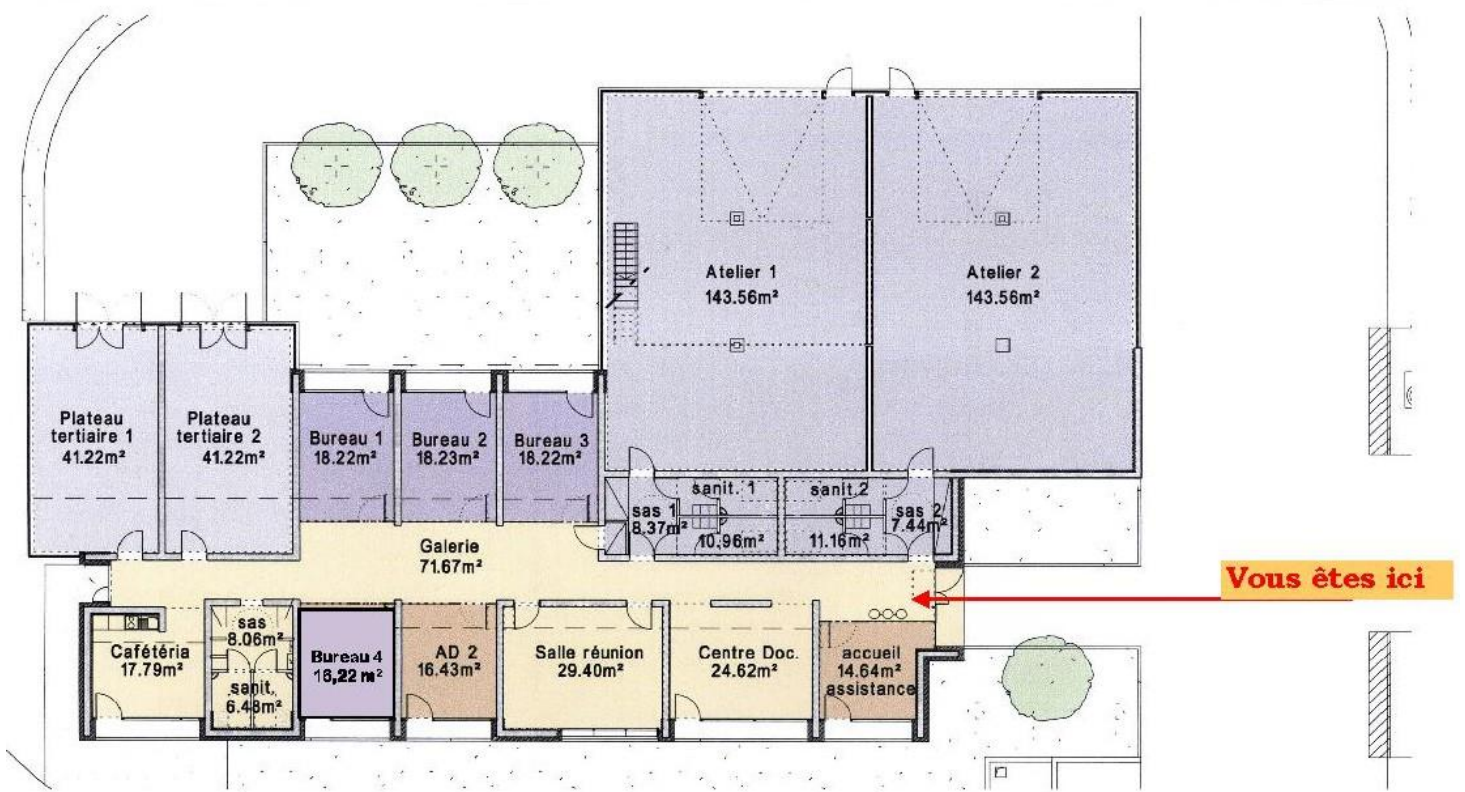 Atelier 1
143.56m²
Atelier 2
143.56m²
Plateau
tertiaire 1
41.22m²
Plateau
tertiaire 2
41.22m²
Bureau 1
18.22m²
Bureau 2
18.23m²
Bureau 3
18.22m²
sas 1
8.37m²
sanit. 1
10.96m²
sanit.2
11.16m²
sas 2
7.44m²
Galerie
71.67m²
Vous êtes ici
Cafétéria
17.79m²
sas
8.06m²
sanit.
6.48m²
Bureau 4
16,22 m²
AD 2
16.43m²
Salle réunion
29.40m²
Centre Doc.
24.62m²
accueil
14.64m²
assistance